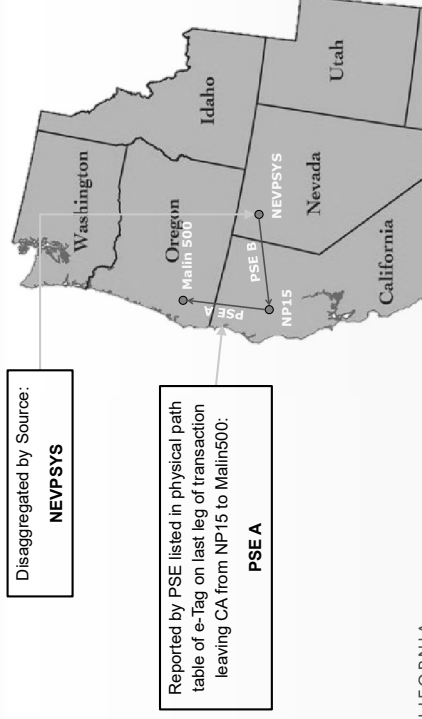 Disaggregated by Source:
NEVPSYS
Reported by PSE listed in physical path
table of e-Tag on last leg of transaction
leaving CA from NP15 to Malin500:
PSE A
Washington
Oregon
Malin 500
Idaho
PSE A
PSE B
NEVPSYS
NP15
Nevada
Utah
California
LIFORNIA